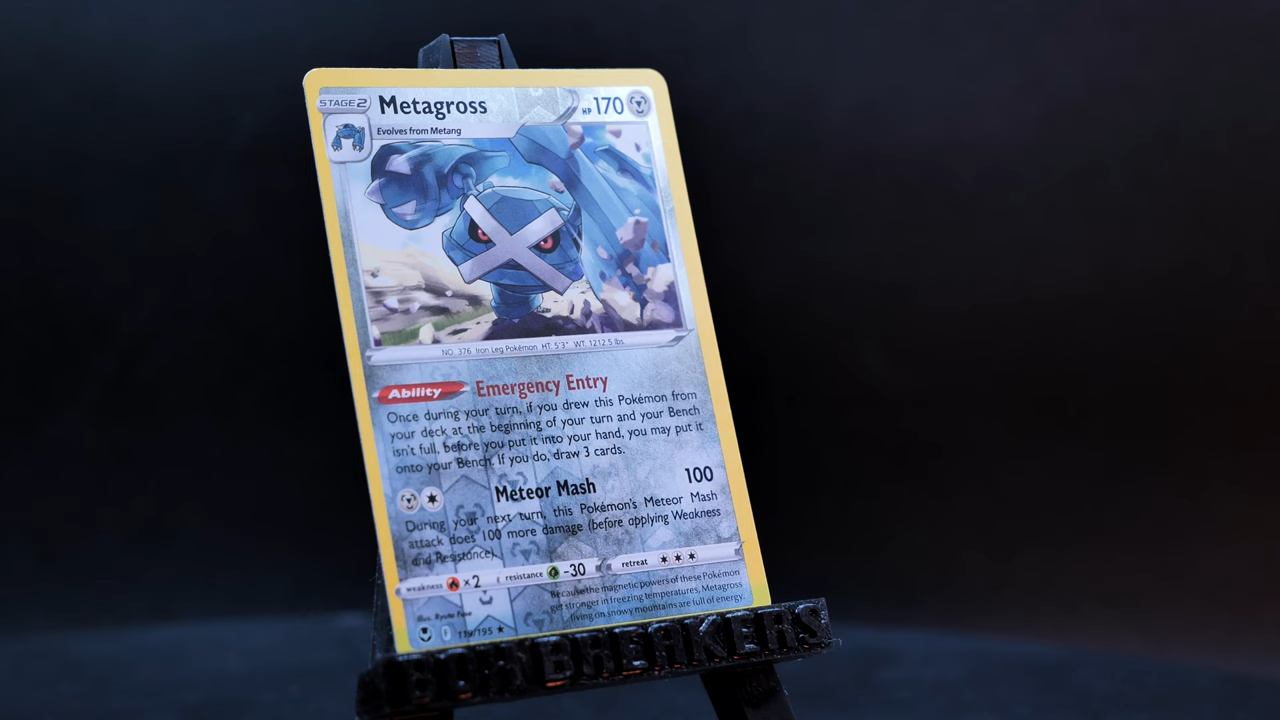 STAGE2 Metagross HP 170
Evolves from Metang
NO. 376 Iron Leg Pokémon HT: 5'3" WT: 1212.5 lbs.
Ability Emergency Entry
Once during your turn, if you drew this Pokémon from
your deck at the beginning of your turn and your Bench
isn't full, before you put it into your hand, you may put it
onto your Bench. If you do, draw 3 cards.
Meteor Mash 100
During your next turn, this Pokémon's Meteor Mash
attack does 100 more damage (before applying Weakness
and Resistance).
weakness ×2 resistance -30 retreat
Illus. Ryuta Fuse
Because the magnetic powers of these Pokémon
get stronger in freezing temperatures, Metagross
living on snowy mountains are full of energy.
119/195 ★